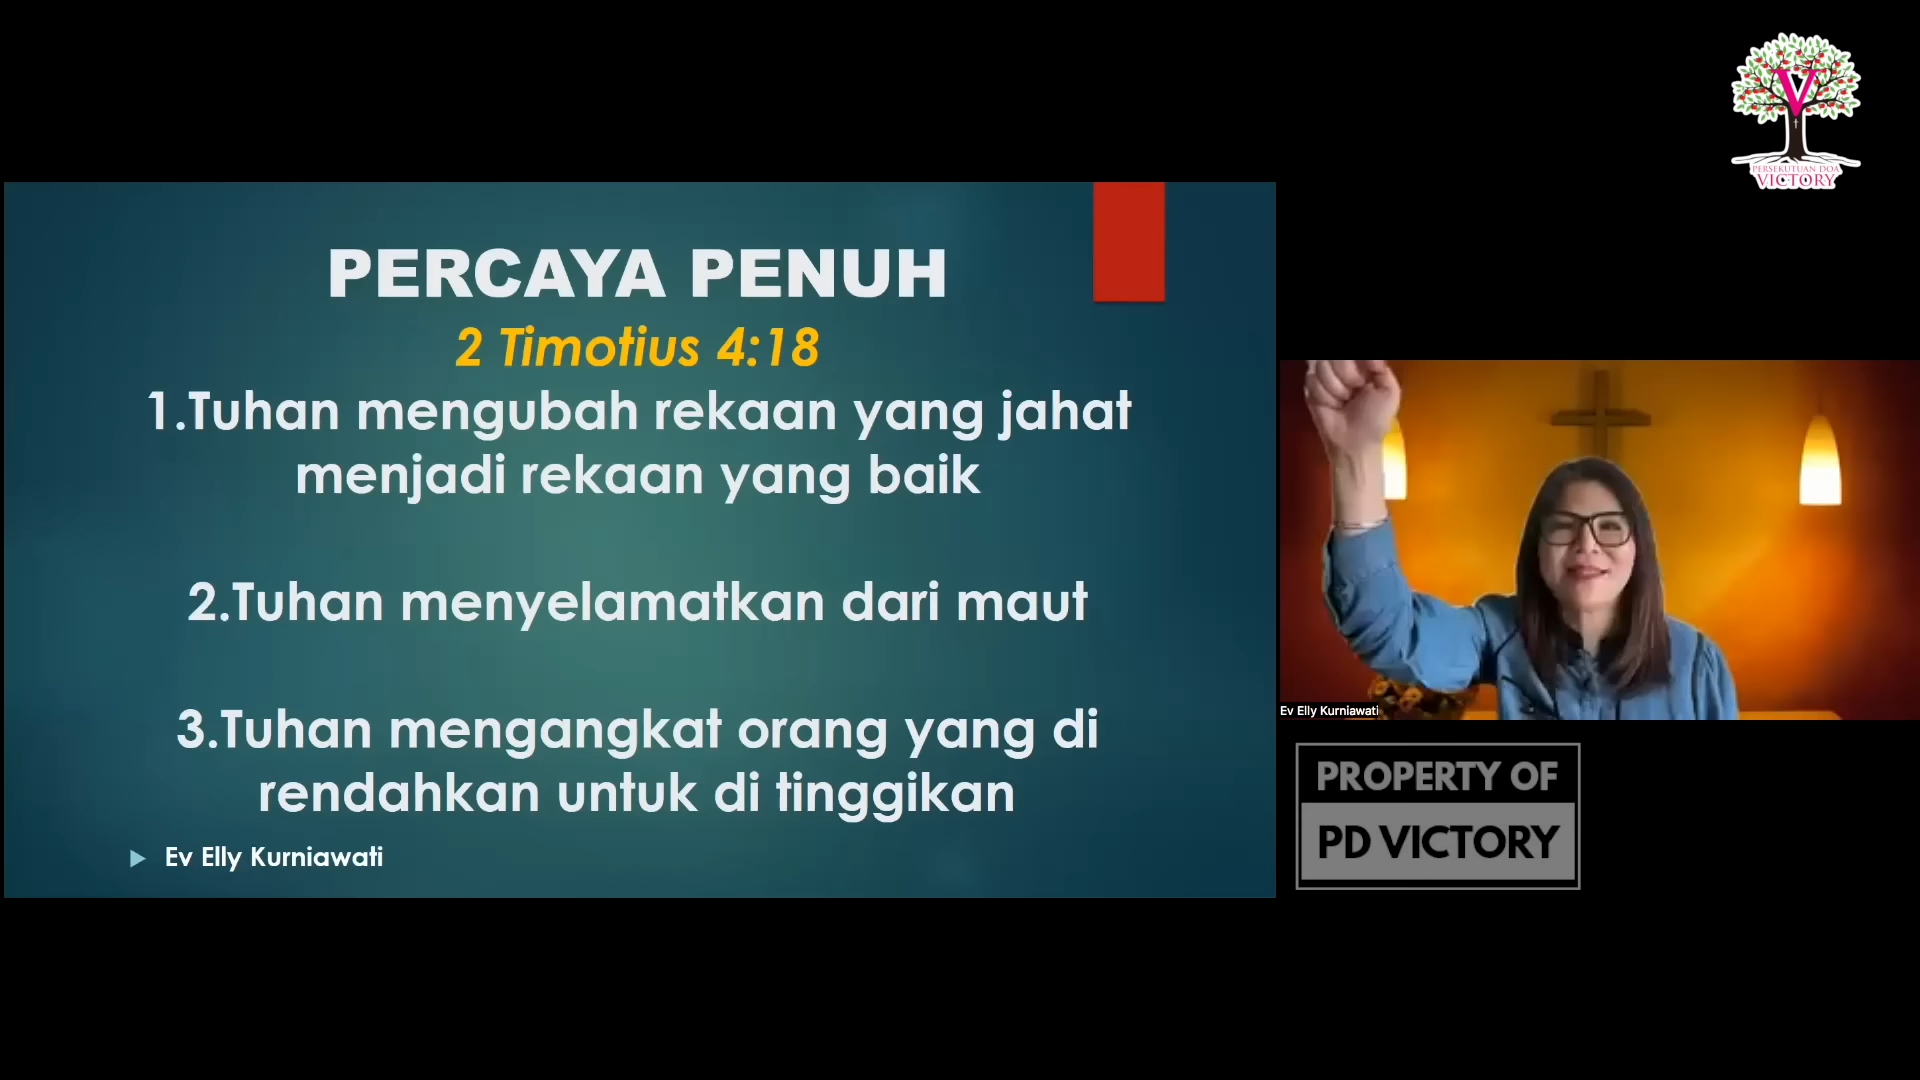 PERCAYA PENUH
2 Timotius 4:18
1.Tuhan mengubah rekaan yang jahat
menjadi rekaan yang baik
2.Tuhan menyelamatkan dari maut
3.Tuhan mengangkat orang yang di
rendahkan untuk di tinggikan
Ev Elly Kurniawati
V
PERSEKUTUAN DOA
VICTORY
Ev Elly Kurniawati
PROPERTY OF
PD VICTORY